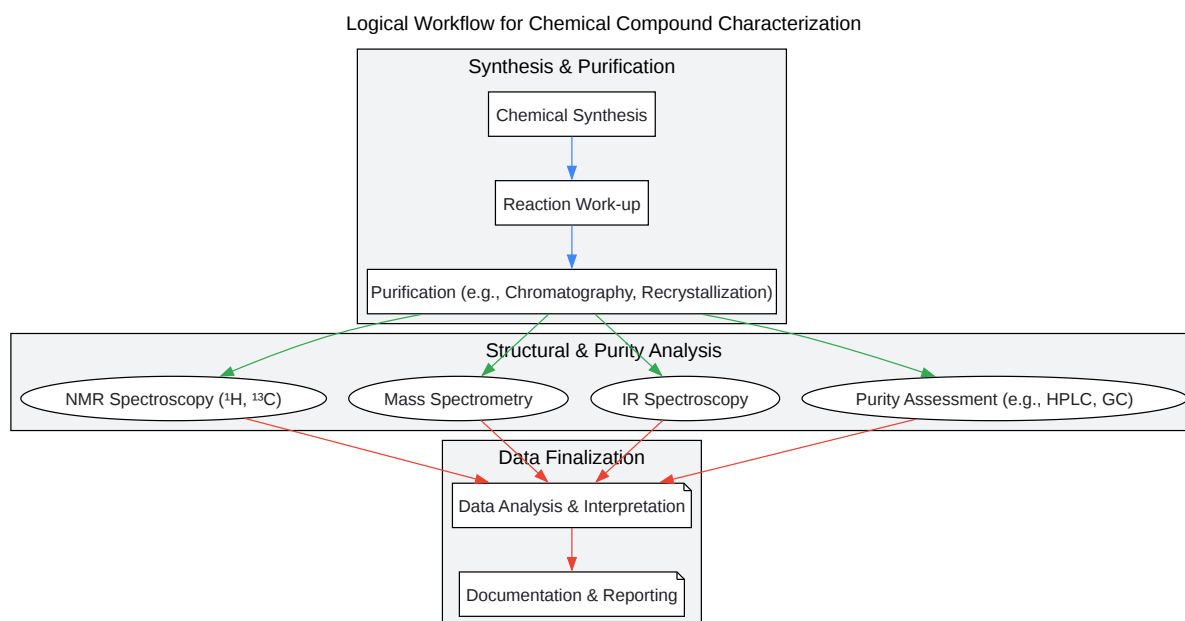 Logical Workflow for Chemical Compound Characterization
Synthesis & Purification
Chemical Synthesis
Reaction Work-up
Purification (e.g., Chromatography, Recrystallization)
Structural & Purity Analysis
NMR Spectroscopy (¹H, ¹³C)
Mass Spectrometry
IR Spectroscopy
Purity Assessment (e.g., HPLC, GC)
Data Finalization
Data Analysis & Interpretation
Documentation & Reporting